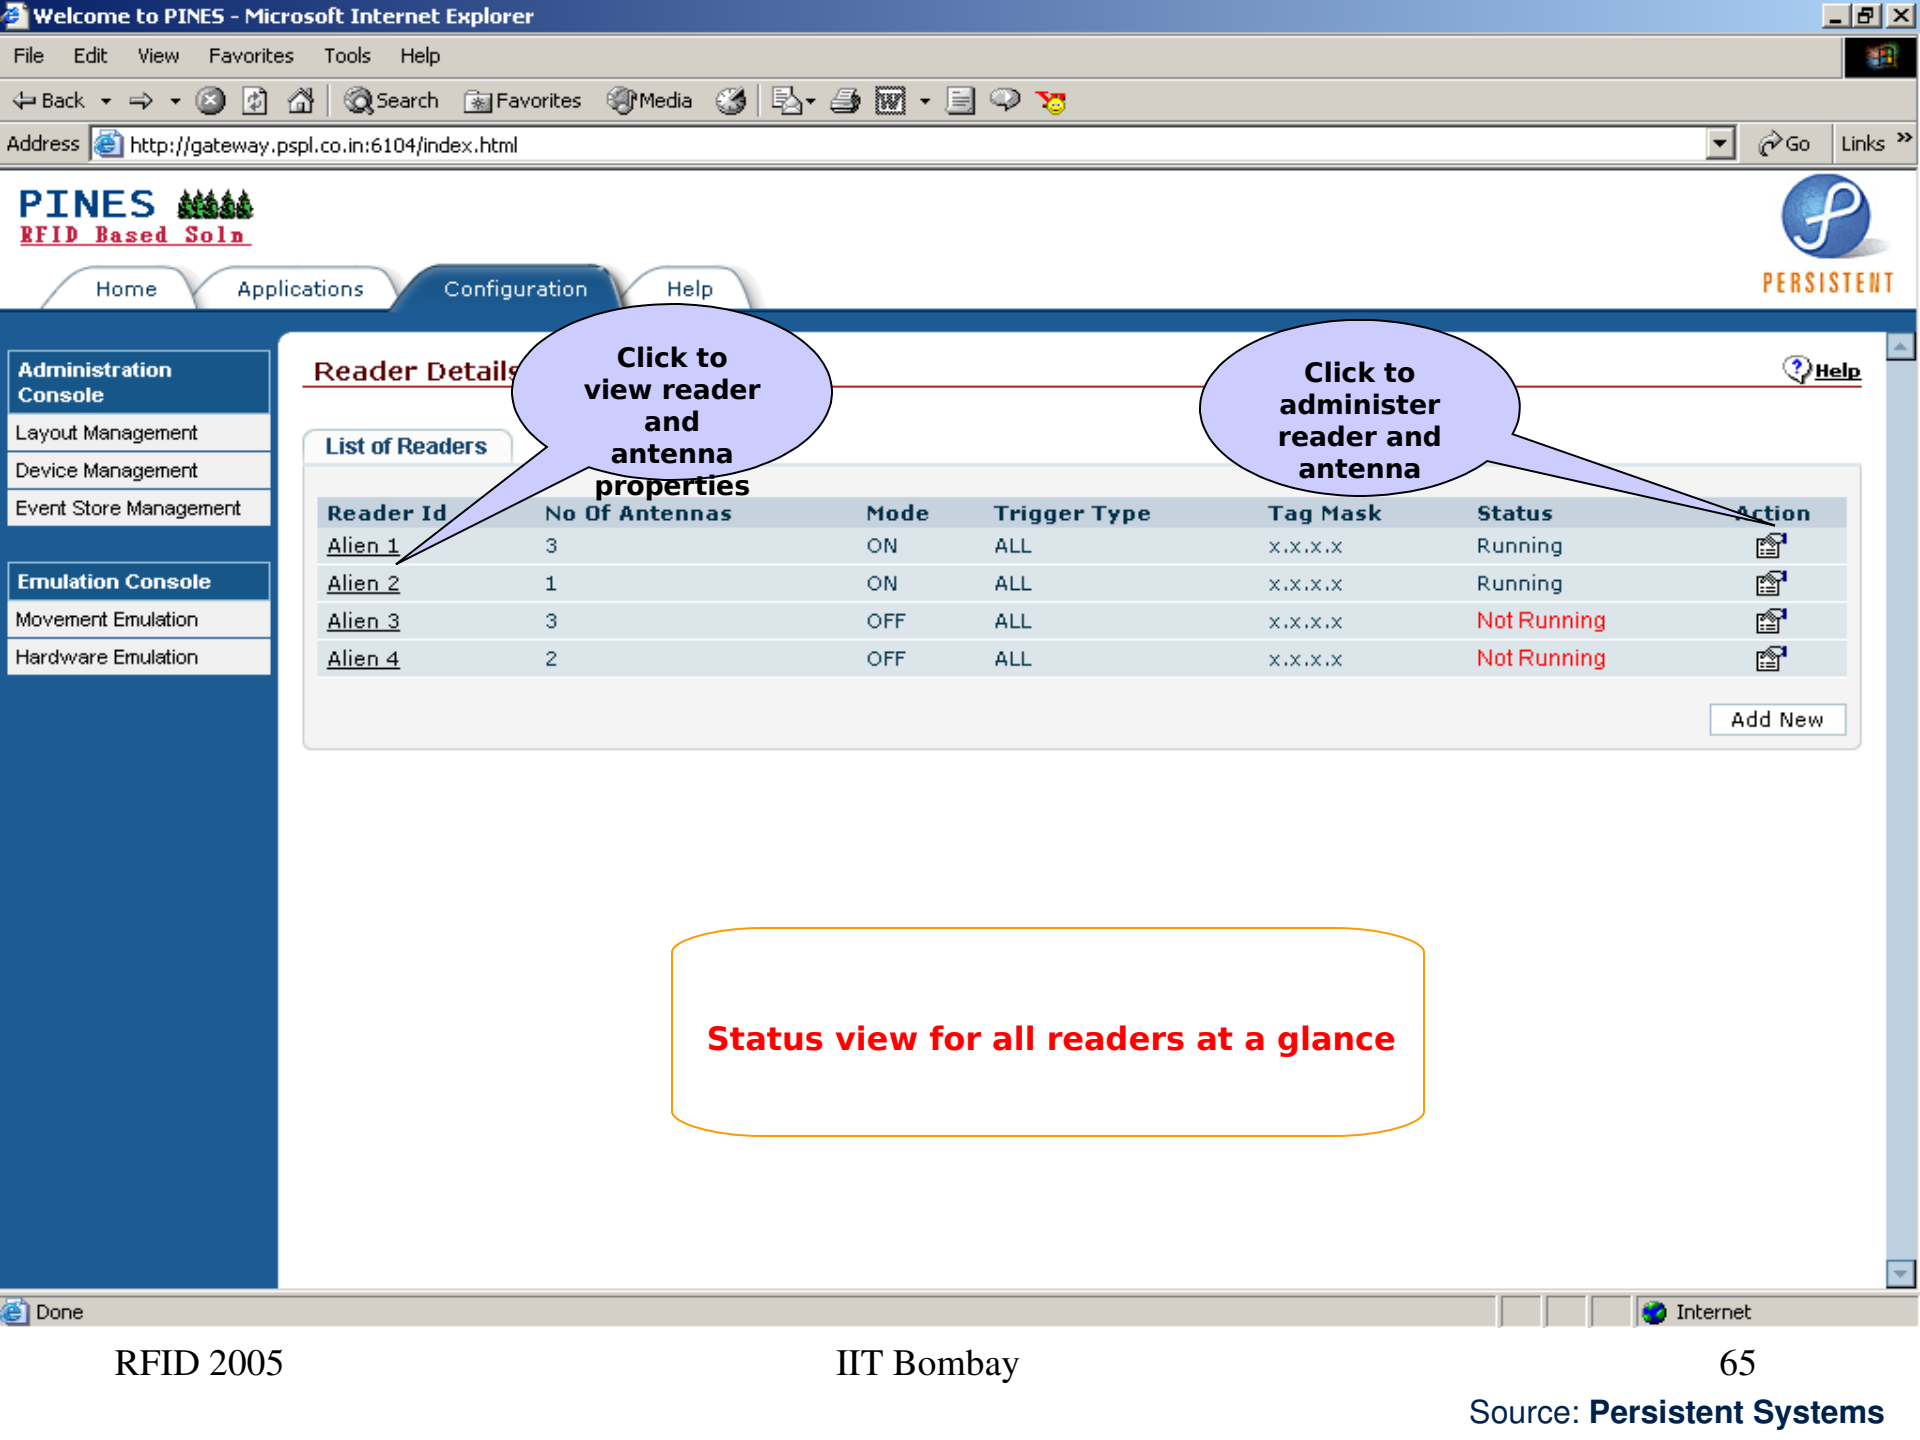 Welcome to PINES - Microsoft Internet Explorer
File Edit View Favorites Tools Help
Back Search Favorites Media
Address http://gateway.pspl.co.in:6104/index.html Go Links »
PINES
RFID Based Soln
PERSISTENT
Home Applications Configuration Help
Administration
Console
Layout Management
Device Management
Event Store Management
Emulation Console
Movement Emulation
Hardware Emulation
Reader Details
Help
Click to
view reader
and
antenna
properties
Click to
administer
reader and
antenna
List of Readers
Reader Id No Of Antennas Mode Trigger Type Tag Mask Status Action
Alien 1 3 ON ALL x.x.x.x Running
Alien 2 1 ON ALL x.x.x.x Running
Alien 3 3 OFF ALL x.x.x.x Not Running
Alien 4 2 OFF ALL x.x.x.x Not Running
Add New
Status view for all readers at a glance
Done Internet
RFID 2005 IIT Bombay 65
Source: Persistent Systems